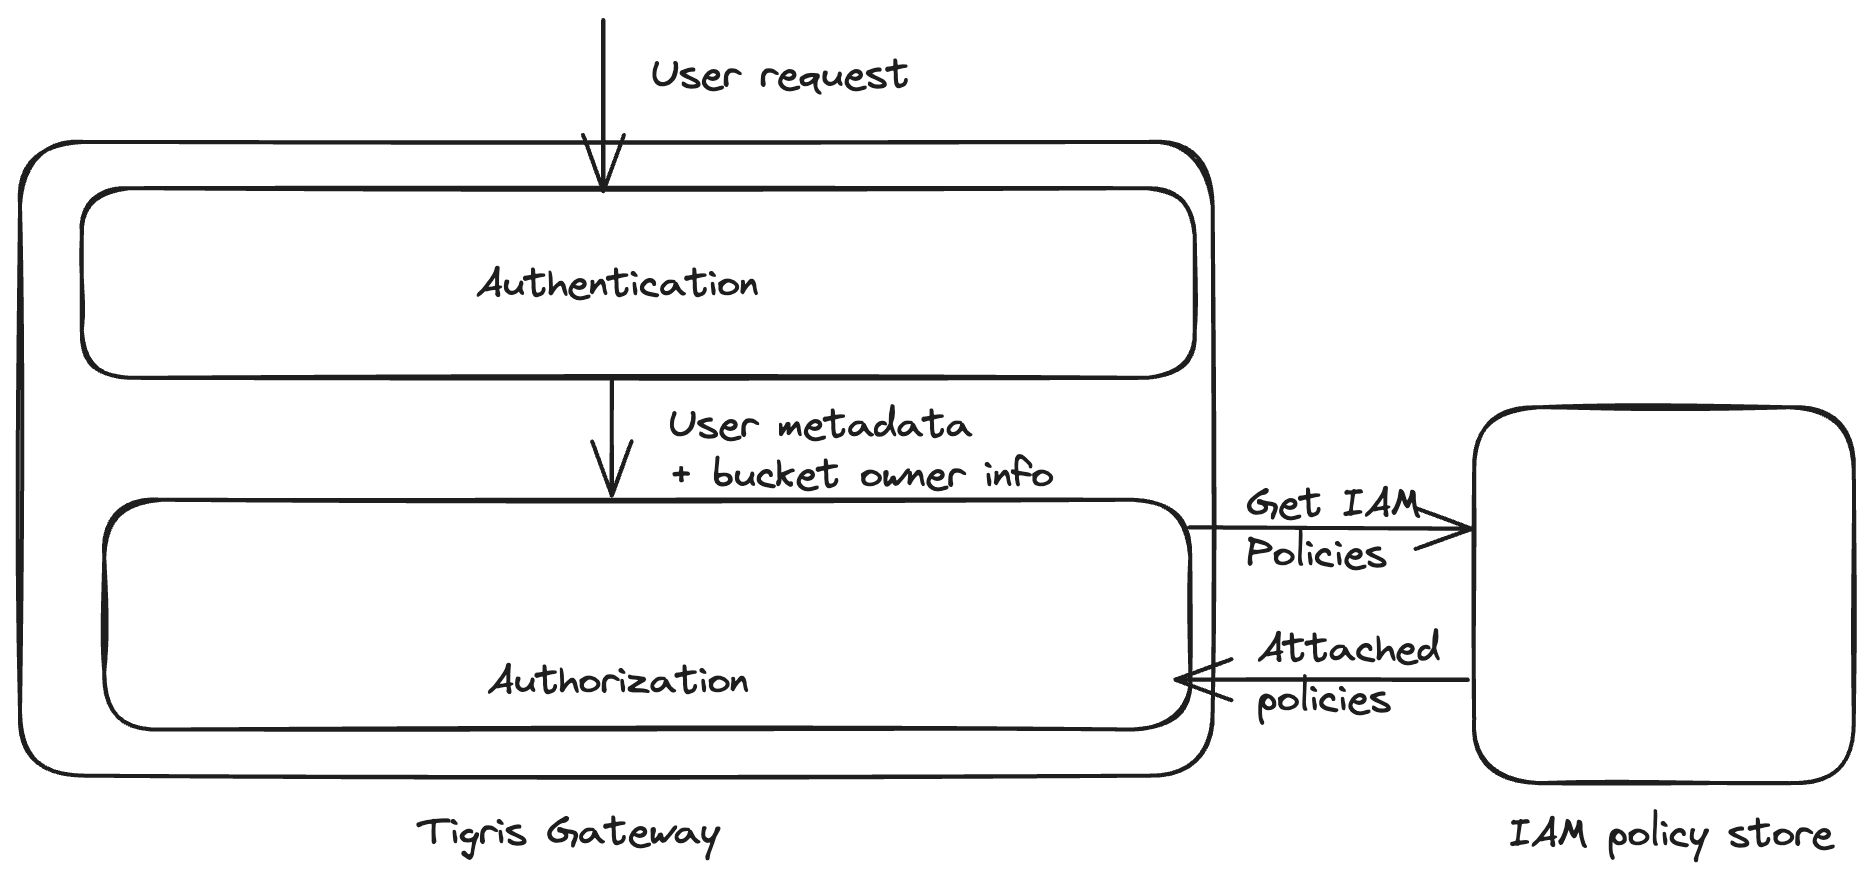 User request
Authentication
User metadata
+ bucket owner info
Get IAM
Policies
Authorization
Attached
policies
Tigris Gateway
IAM policy store